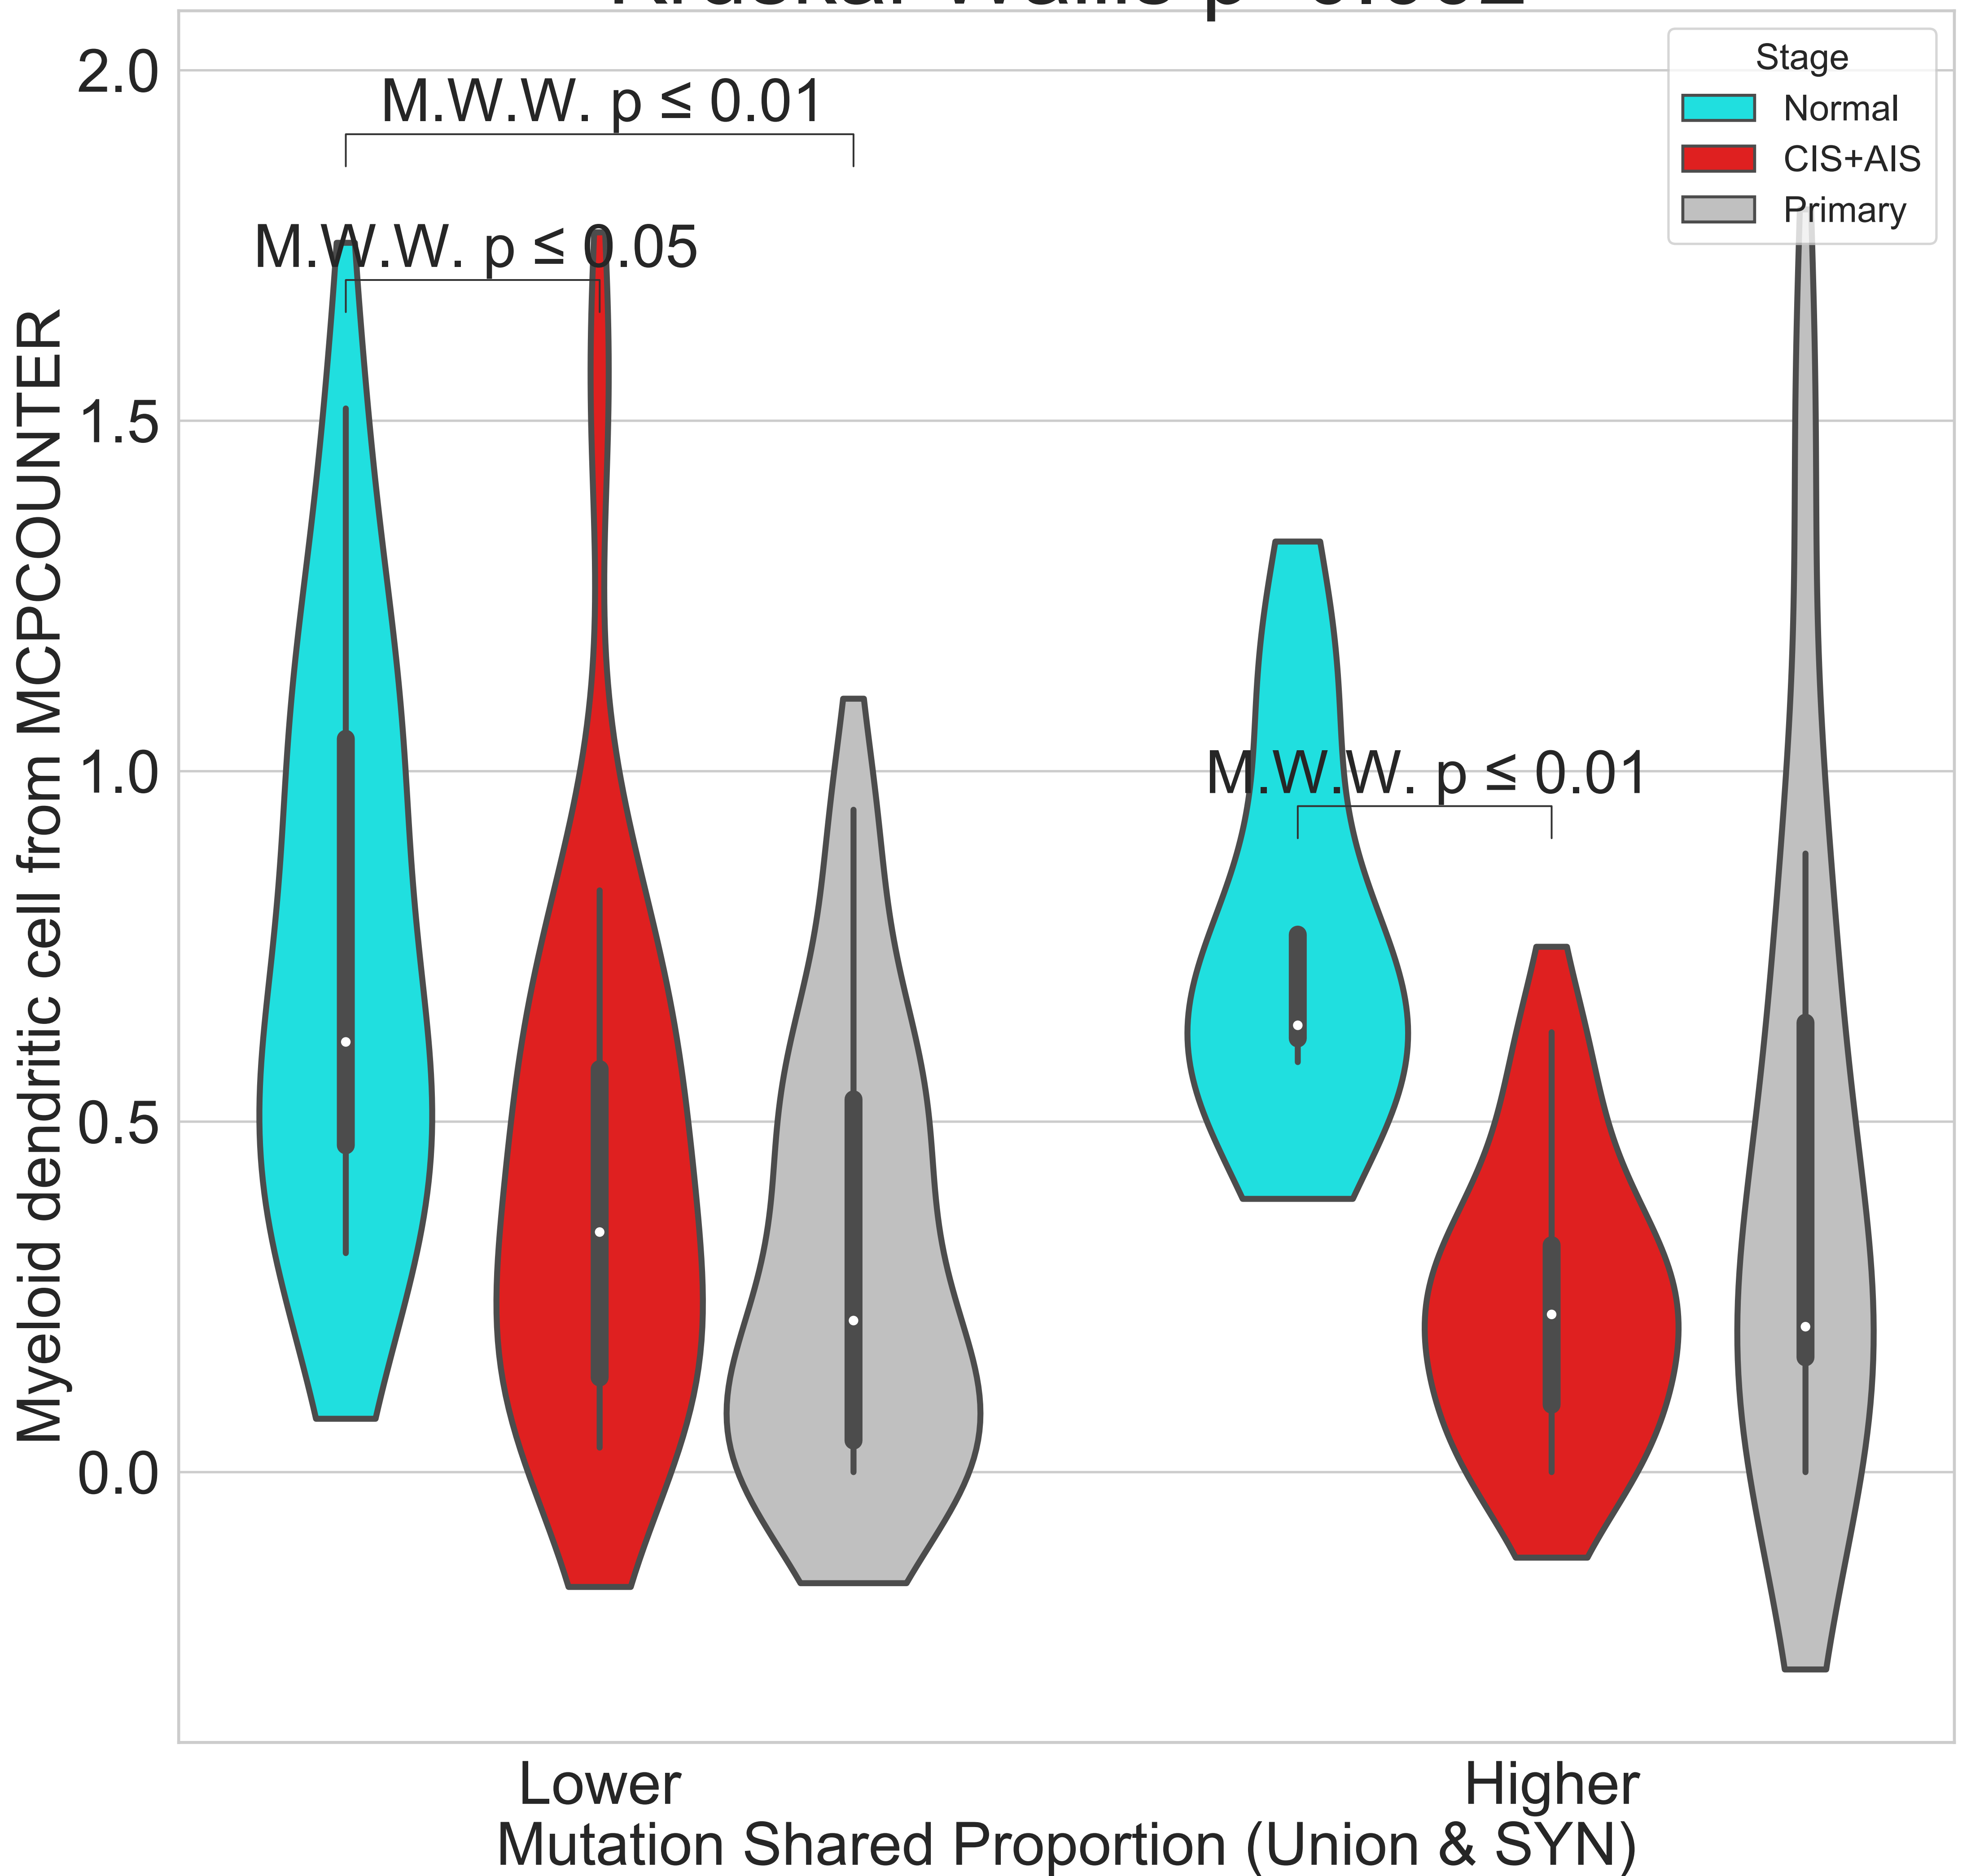 2.0
1.5
1.0
0.5
0.0
Myeloid dendritic cell from MCPCOUNTER
M.W.W. p ≤ 0.01
M.W.W. p ≤ 0.05
M.W.W. p ≤ 0.01
Stage
Normal
CIS+AIS
Primary
Lower
Higher
Mutation Shared Proportion (Union & SYN)